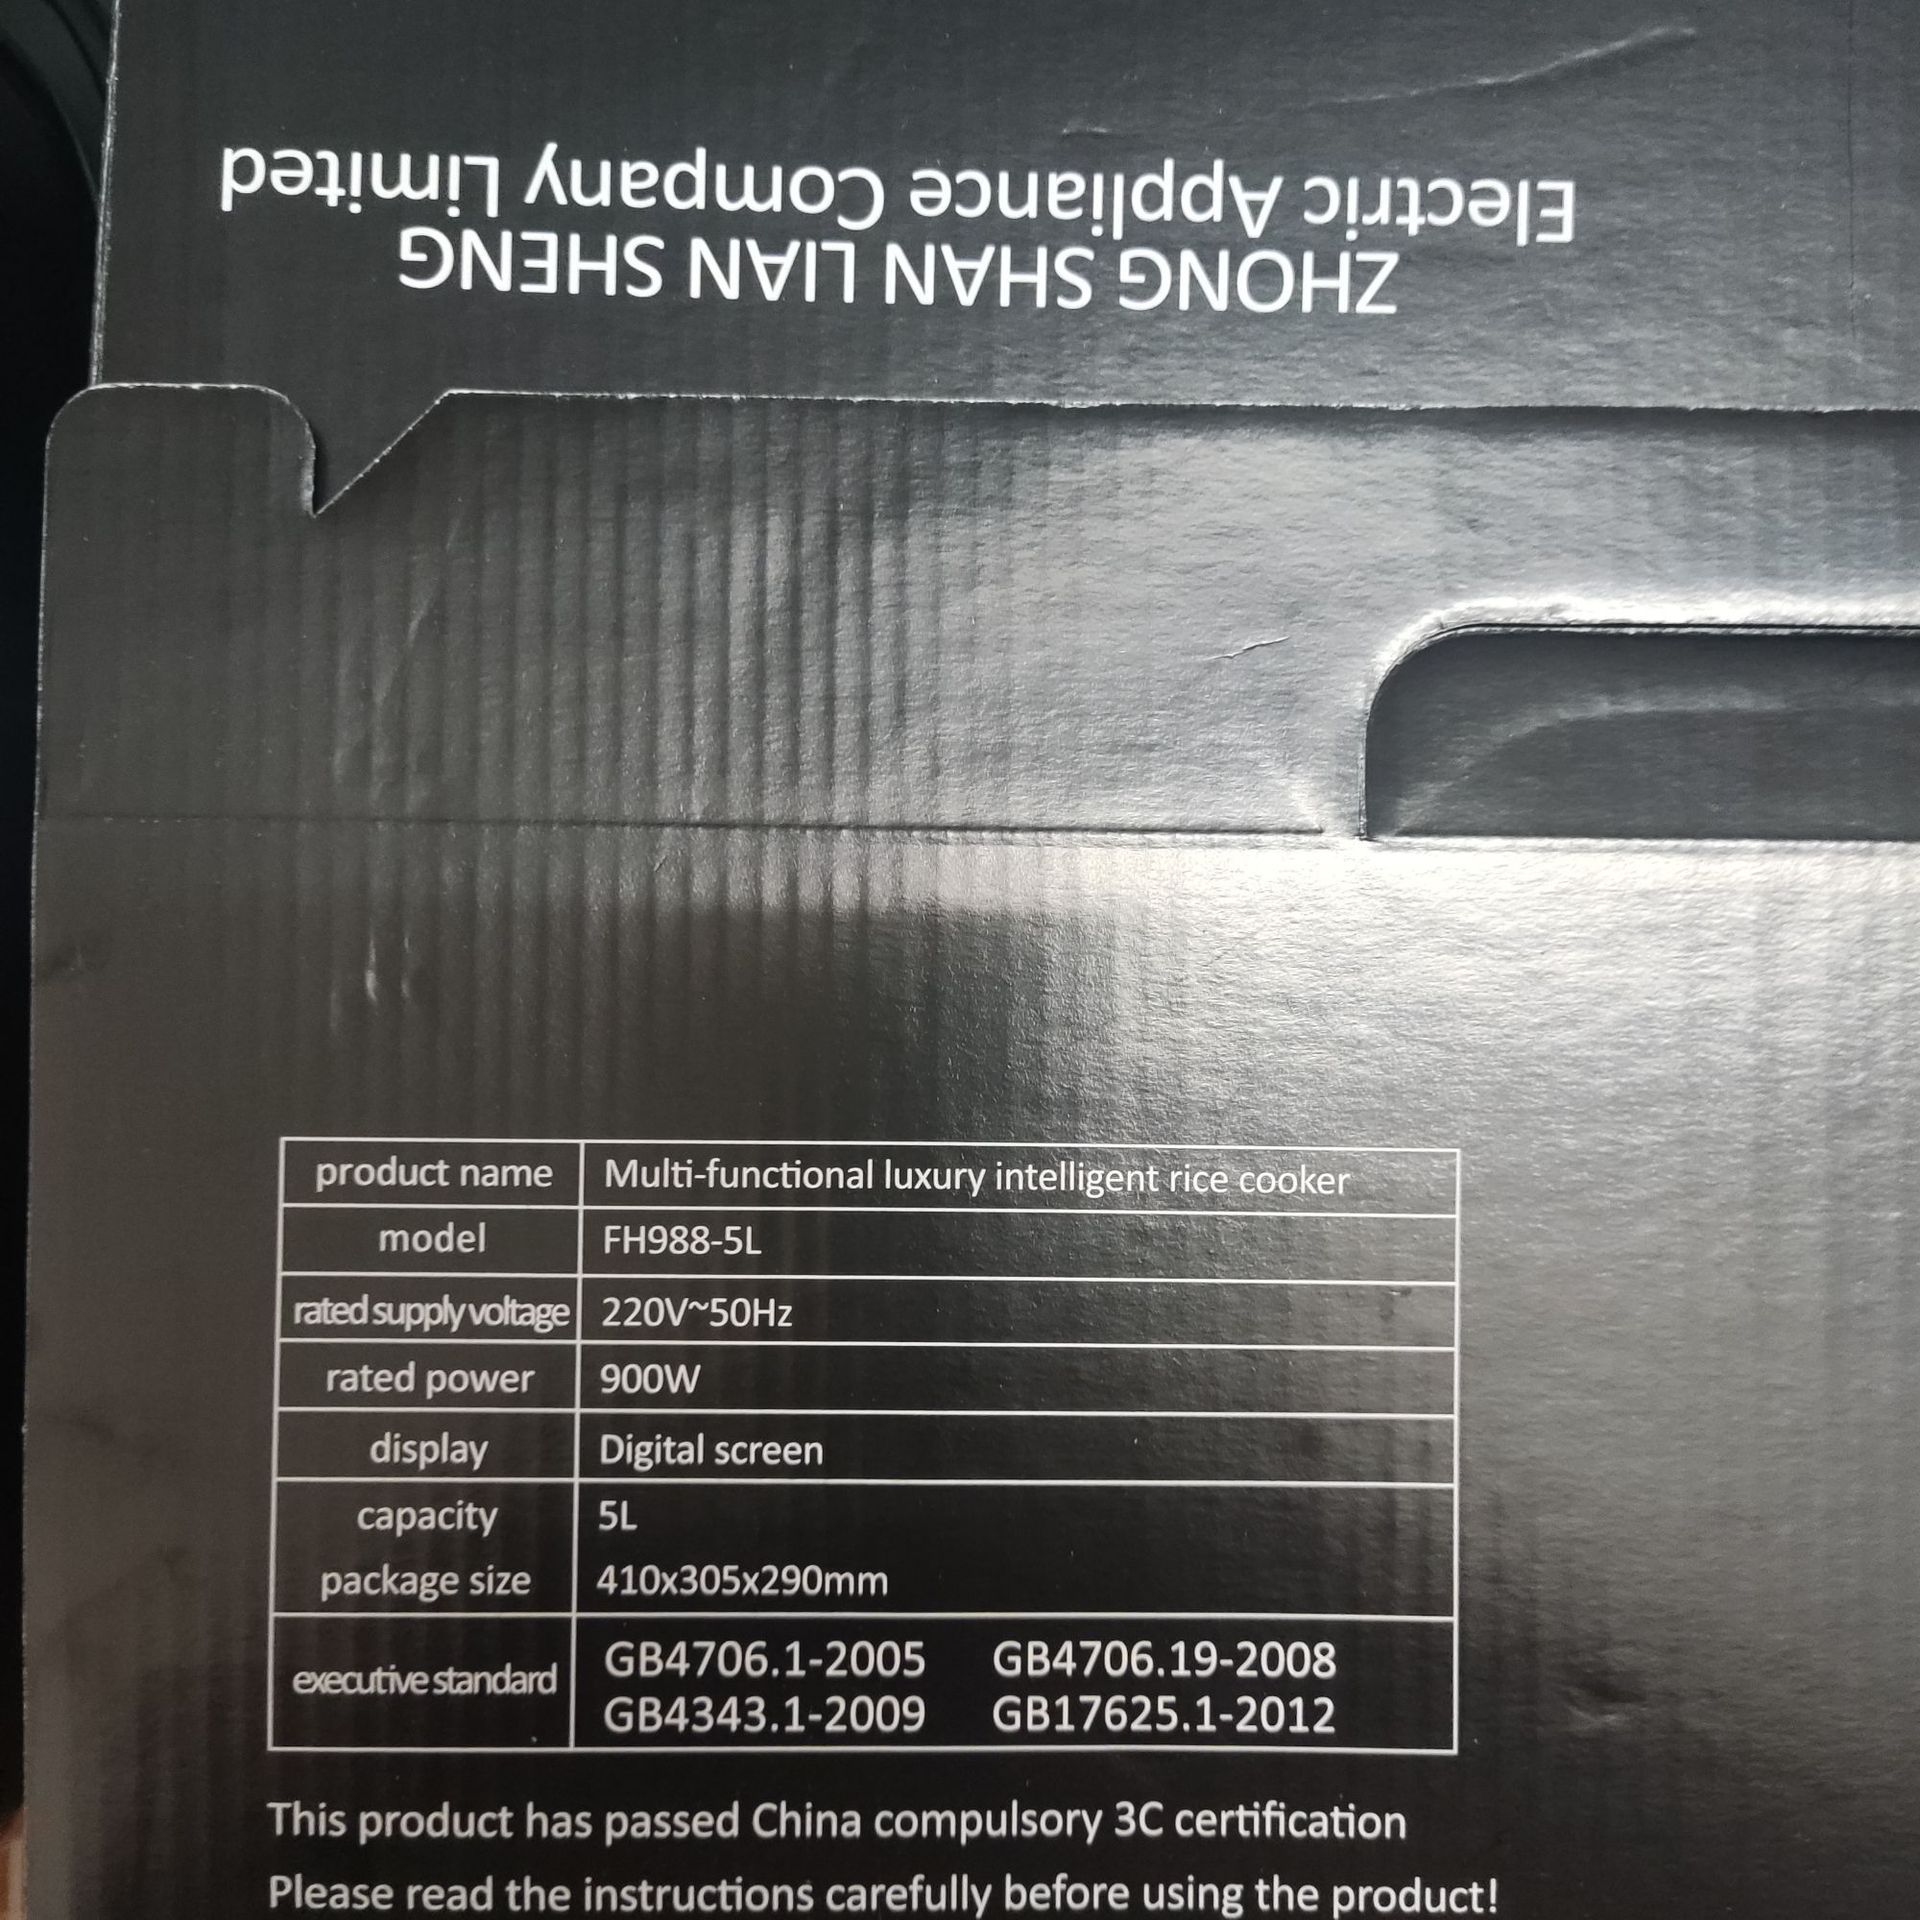 ZHONG SHAN LIAN SHENG
Electric Appliance Company Limited
product name Multi-functional luxury intelligent rice cooker
model FH988-5L
rated supply voltage 220V~50Hz
rated power 900W
display Digital screen
capacity 5L
package size 410x305x290mm
executive standard GB4706.1-2005 GB4706.19-2008
GB4343.1-2009 GB17625.1-2012
This product has passed China compulsory 3C certification
Please read the instructions carefully before using the product!